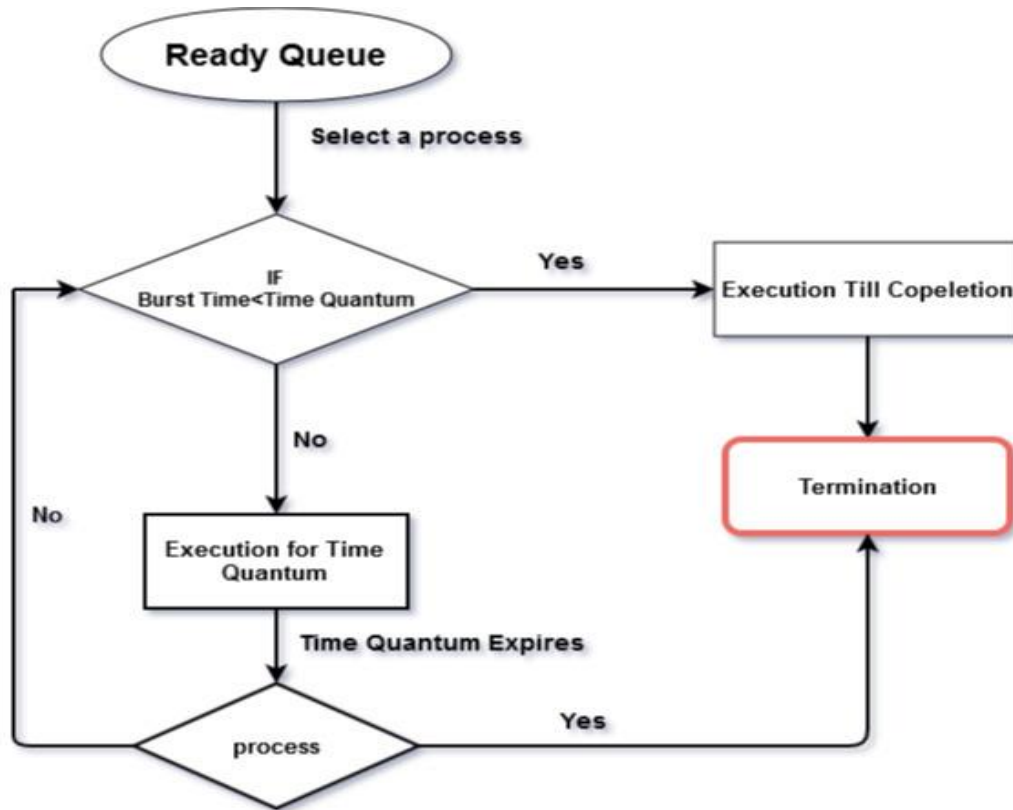 Ready Queue
Select a process
IF
Burst Time<Time Quantum
Yes
Execution Till Copeletion
No
Termination
No
Execution for Time
Quantum
Time Quantum Expires
process
Yes